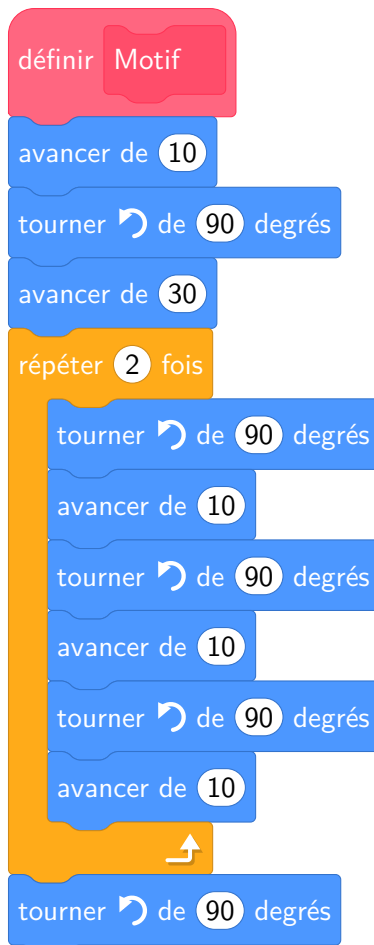 définir Motif
avancer de 10
tourner de 90 degrés
avancer de 30
répéter 2 fois
tourner de 90 degrés
avancer de 10
tourner de 90 degrés
avancer de 10
tourner de 90 degrés
avancer de 10
tourner de 90 degrés